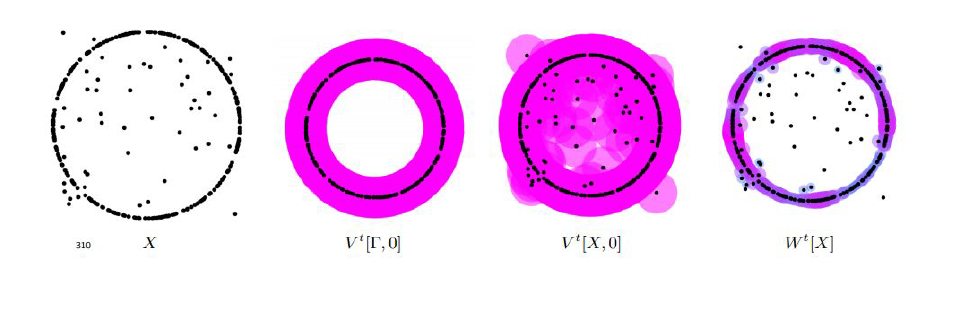 310 X V^t[Γ, 0] V^t[X, 0] W^t[X]